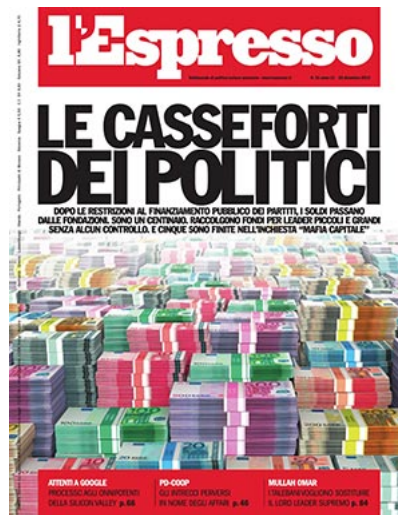 l'Espresso
LE CASSEFORTI
DEI POLITICI
DOPO LE RESTRIZIONI AL FINANZIAMENTO PUBBLICO DEI PARTITI, I SOLDI PASSANO
DALLE FONDAZIONI. SONO UN CENTINAIO. RACCOLGONO FONDI PER LEADER PICCOLI E GRANDI
SENZA ALCUN CONTROLLO. E CINQUE SONO FINITE NELL'INCHIESTA "MAFIA CAPITALE"
ATTENTI A GOOGLE
PROCESSO AGLI ONNIPOTENTI
DELLA SILICON VALLEY p. 66
PD-COOP
GLI INTRECCI PERVERSI
IN NOME DEGLI AFFARI p. 46
MULLAH OMAR
I TALEBANI VOGLIONO SOSTITUIRE
IL LORO LEADER SUPREMO p. 84